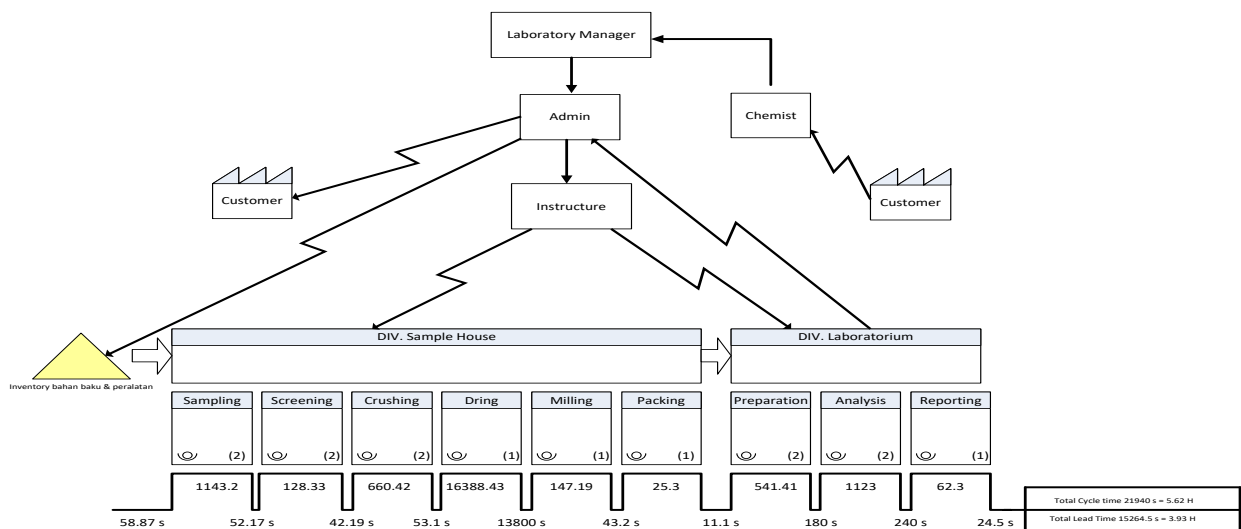 Laboratory Manager
Admin
Chemist
Customer
Instructure
Customer
DIV. Sample House
DIV. Laboratorium
Inventory bahan baku & peralatan
Sampling
Screening
Crushing
Dring
Milling
Packing
Preparation
Analysis
Reporting
(2)
(2)
(2)
(1)
(1)
(1)
(2)
(2)
(1)
1143.2
128.33
660.42
16388.43
147.19
25.3
541.41
1123
62.3
Total Cycle time 21940 s = 5.62 H
58.87 s
52.17 s
42.19 s
53.1 s
13800 s
43.2 s
11.1 s
180 s
240 s
24.5 s
Total Lead Time 15264.5 s = 3.93 H